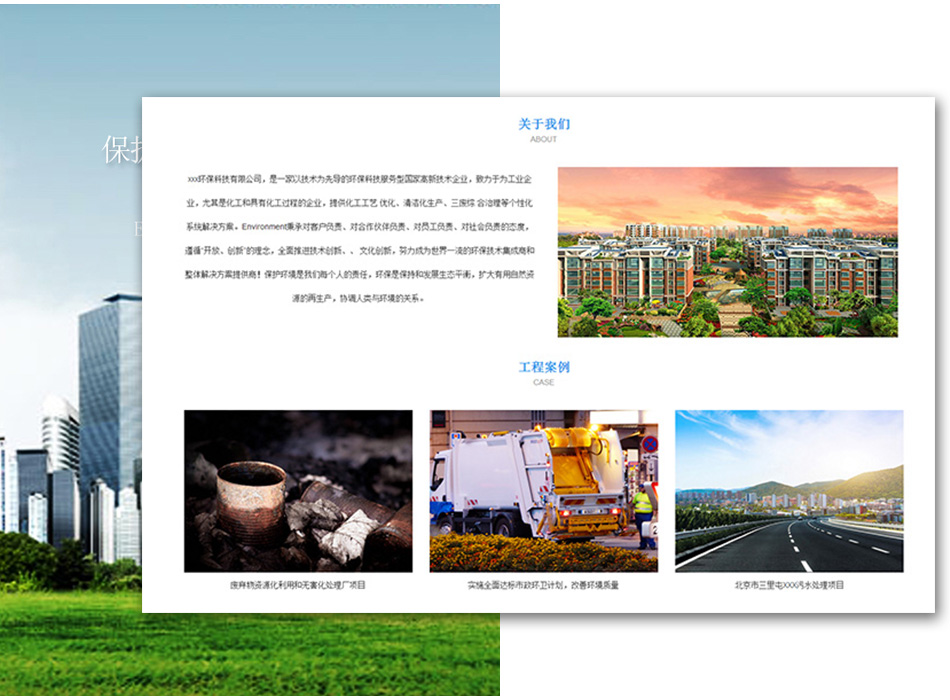 保护
关于我们
ABOUT
xxx环保科技有限公司，是一家以技术为先导的环保科技服务型国家高新技术企业，致力于为工业企
业，尤其是化工和具有化工过程的企业，提供化工工艺 优化、清洁化生产、三废综 合治理等个性化
系统解决方案。Environment秉承对客户负责、对合作伙伴负责、对员工负责、对社会负责的态度，
遵循“开放、创新”的理念，全面推进技术创新、、 文化创新，努力成为世界一流的环保技术集成商和
整体解决方案提供商！保护环境是我们每个人的责任，环保是保持和发展生态平衡，扩大有用自然资
源的再生产，协调人类与环境的关系。
工程案例
CASE
废弃物资源化利用和无害化处理厂项目
实施全面达标市政环卫计划，改善环境质量
北京市三里屯XXX污水处理项目